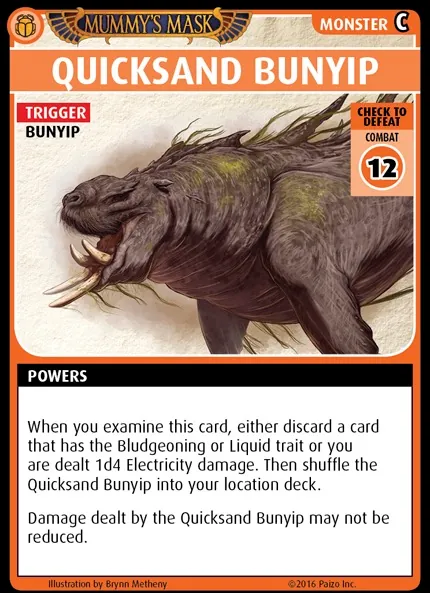 MUMMY'S MASK
MONSTER C
QUICKSAND BUNYIP
TRIGGER
BUNYIP
CHECK TO
DEFEAT
COMBAT
12
POWERS
When you examine this card, either discard a card
that has the Bludgeoning or Liquid trait or you
are dealt 1d4 Electricity damage. Then shuffle the
Quicksand Bunyip into your location deck.
Damage dealt by the Quicksand Bunyip may not be
reduced.
Illustration by Brynn Metheny
©2016 Paizo Inc.